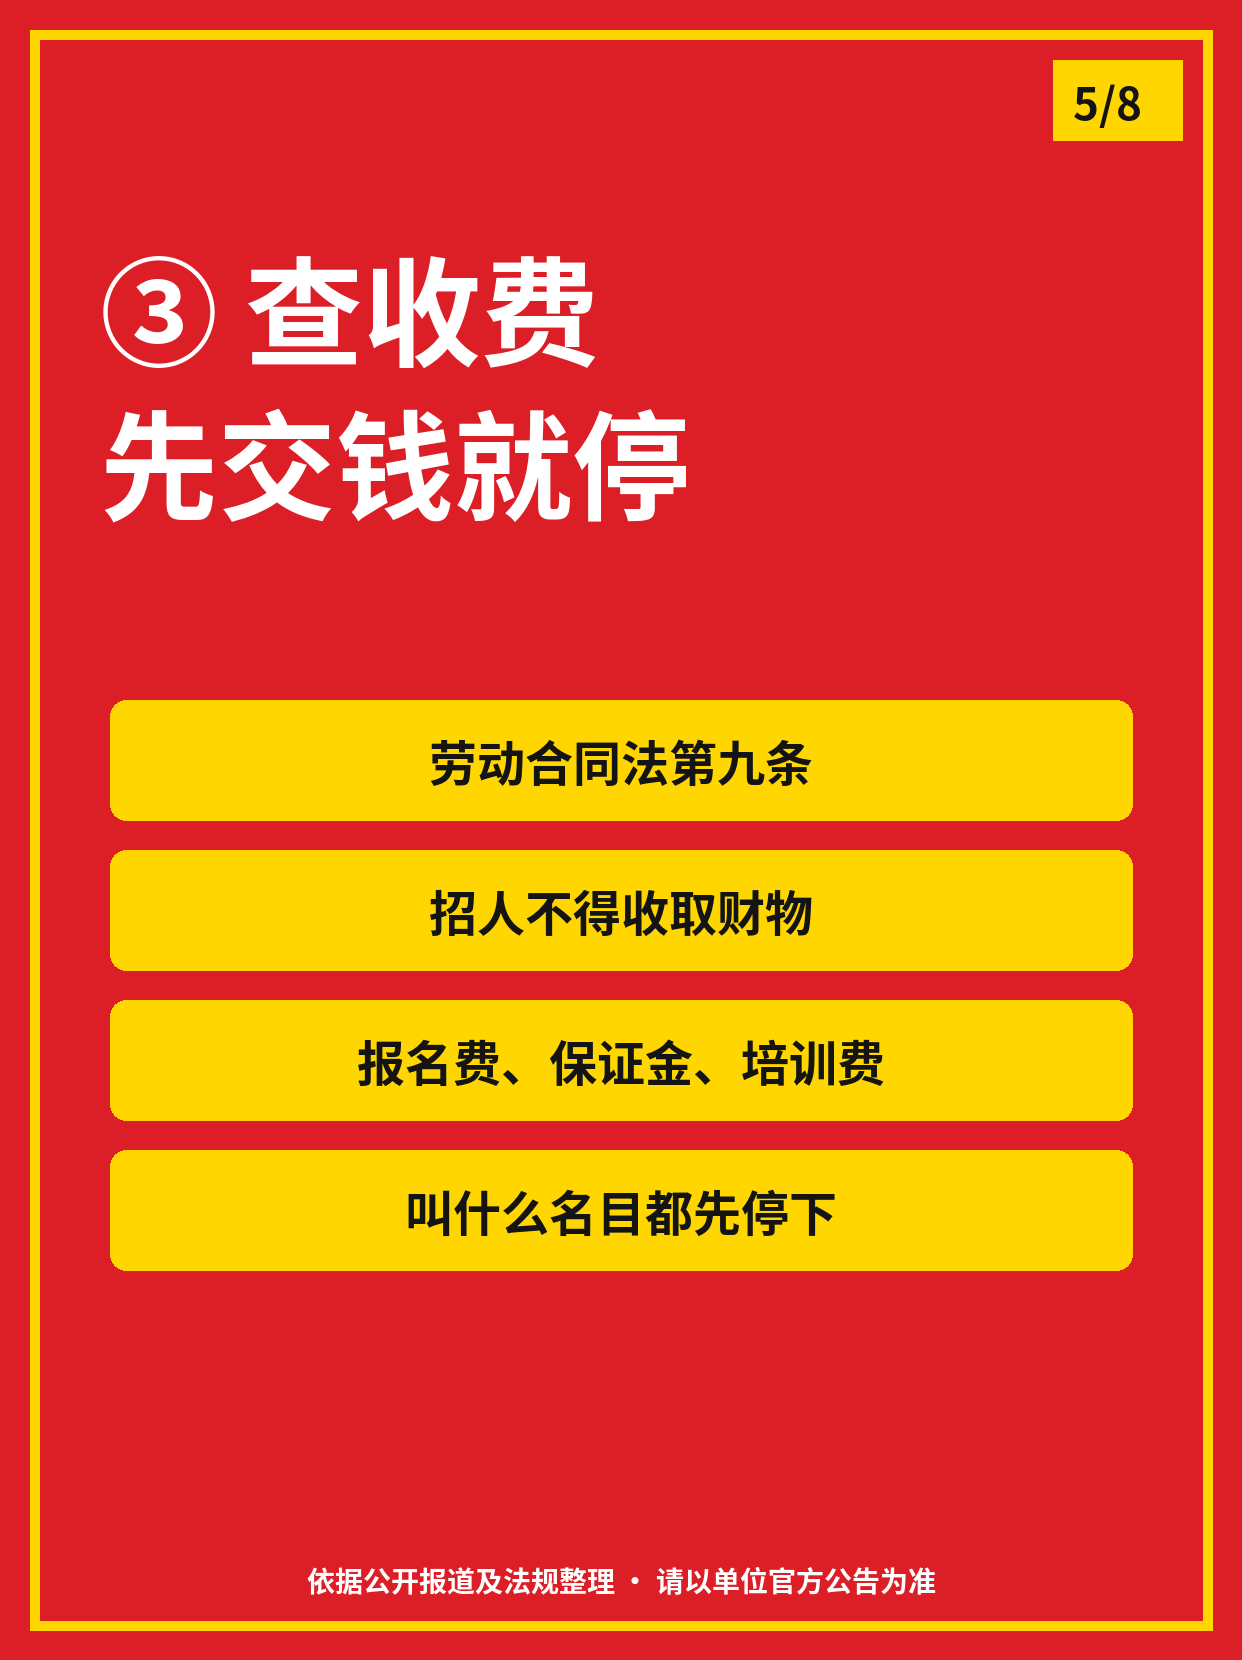 5/8
③ 查收费
先交钱就停
劳动合同法第九条
招人不得收取财物
报名费、保证金、培训费
叫什么名目都先停下
依据公开报道及法规整理 · 请以单位官方公告为准